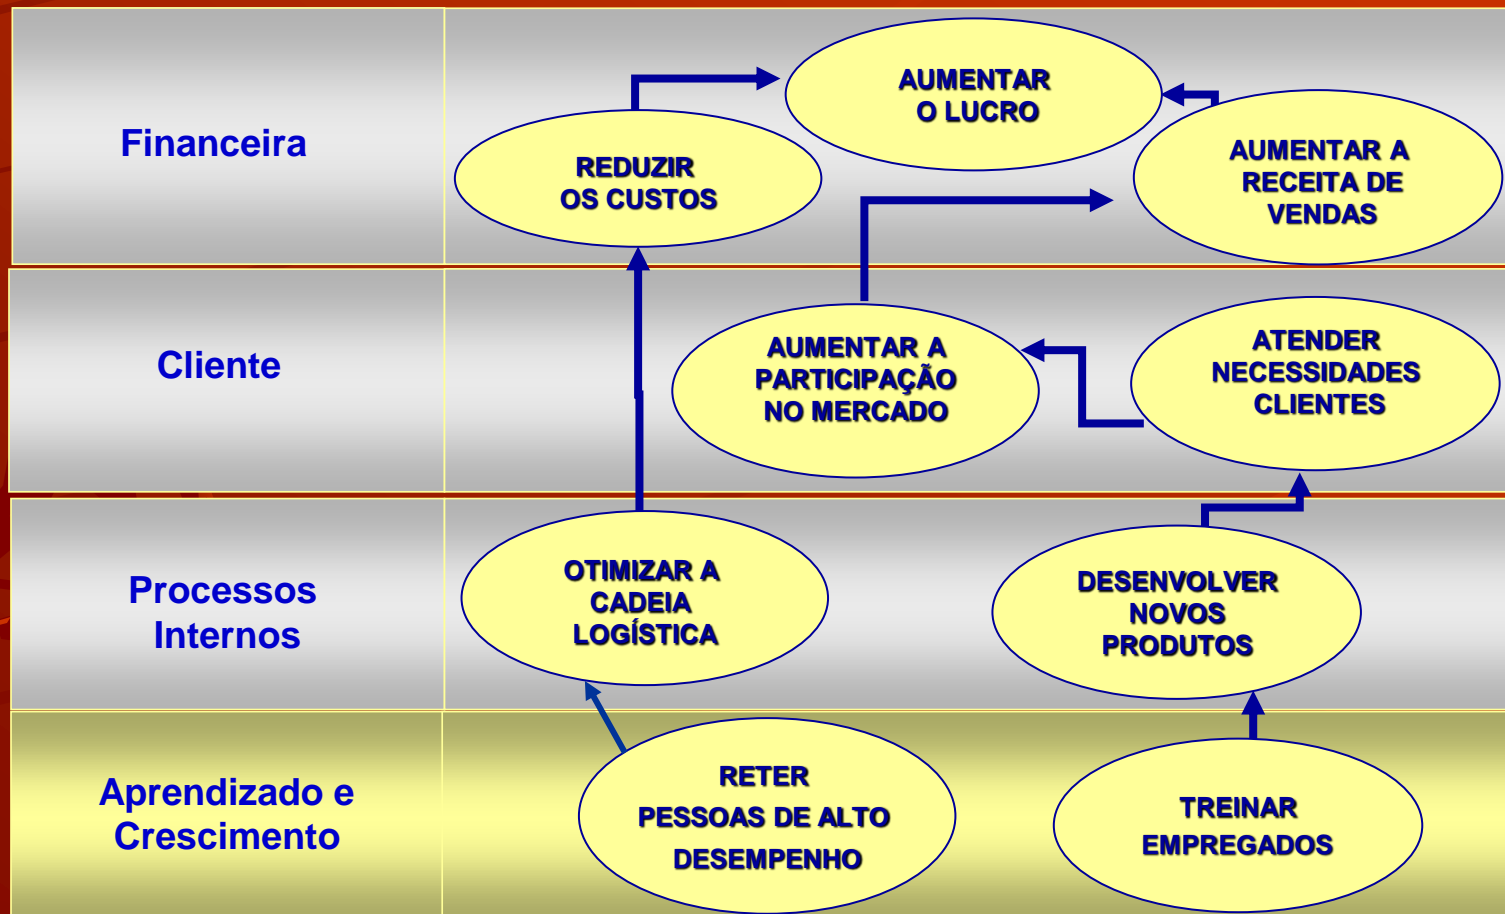 Financeira
AUMENTAR
O LUCRO
REDUZIR
OS CUSTOS
AUMENTAR A
RECEITA DE
VENDAS
Cliente
AUMENTAR A
PARTICIPAÇÃO
NO MERCADO
ATENDER
NECESSIDADES
CLIENTES
Processos
Internos
OTIMIZAR A
CADEIA
LOGÍSTICA
DESENVOLVER
NOVOS
PRODUTOS
Aprendizado e
Crescimento
RETER
PESSOAS DE ALTO
DESEMPENHO
TREINAR
EMPREGADOS